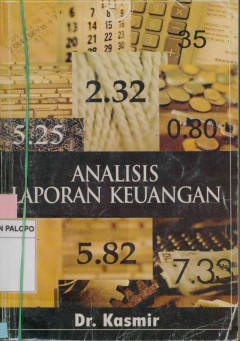 35
2.32
5.25
0.80
ANALISIS
LAPORAN KEUANGAN
N PALOPO
5.82
7.33
Dr. Kasmir